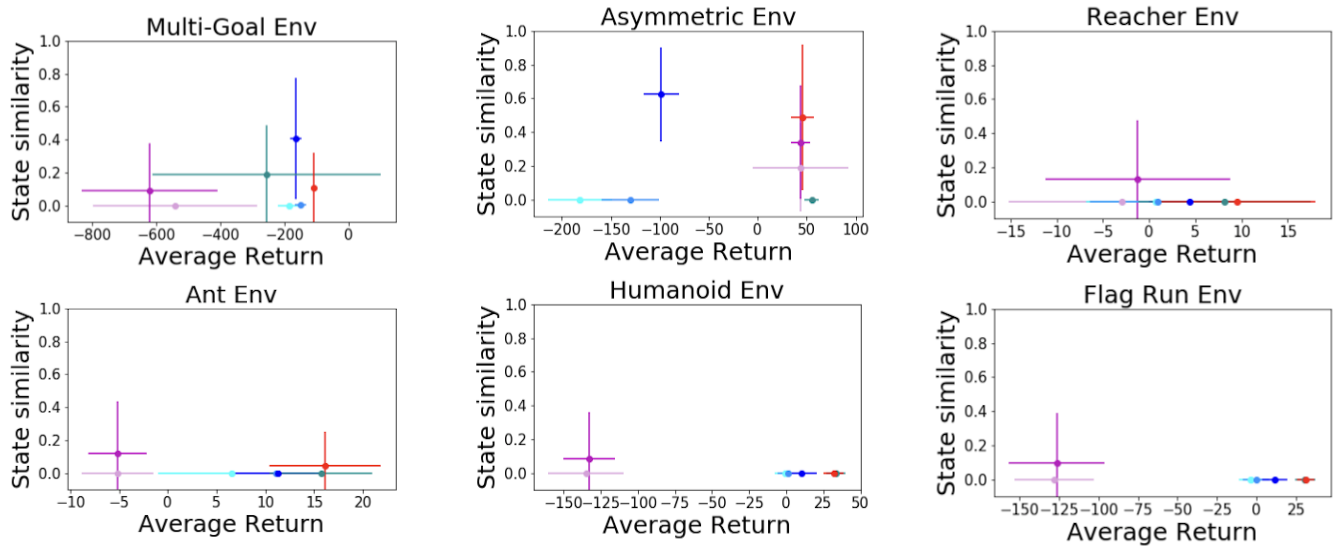 Multi-Goal Env
State similarity
1.0
0.8
0.6
0.4
0.2
0.0
−800 −600 −400 −200 0
Average Return
Asymmetric Env
State similarity
1.0
0.8
0.6
0.4
0.2
0.0
−200 −150 −100 −50 0 50 100
Average Return
Reacher Env
State similarity
1.0
0.8
0.6
0.4
0.2
0.0
−15 −10 −5 0 5 10 15
Average Return
Ant Env
State similarity
1.0
0.8
0.6
0.4
0.2
0.0
−10 −5 0 5 10 15 20
Average Return
Humanoid Env
State similarity
1.0
0.8
0.6
0.4
0.2
0.0
−150 −125 −100 −75 −50 −25 0 25 50
Average Return
Flag Run Env
State similarity
1.0
0.8
0.6
0.4
0.2
0.0
−150 −125 −100 −75 −50 −25 0 25
Average Return